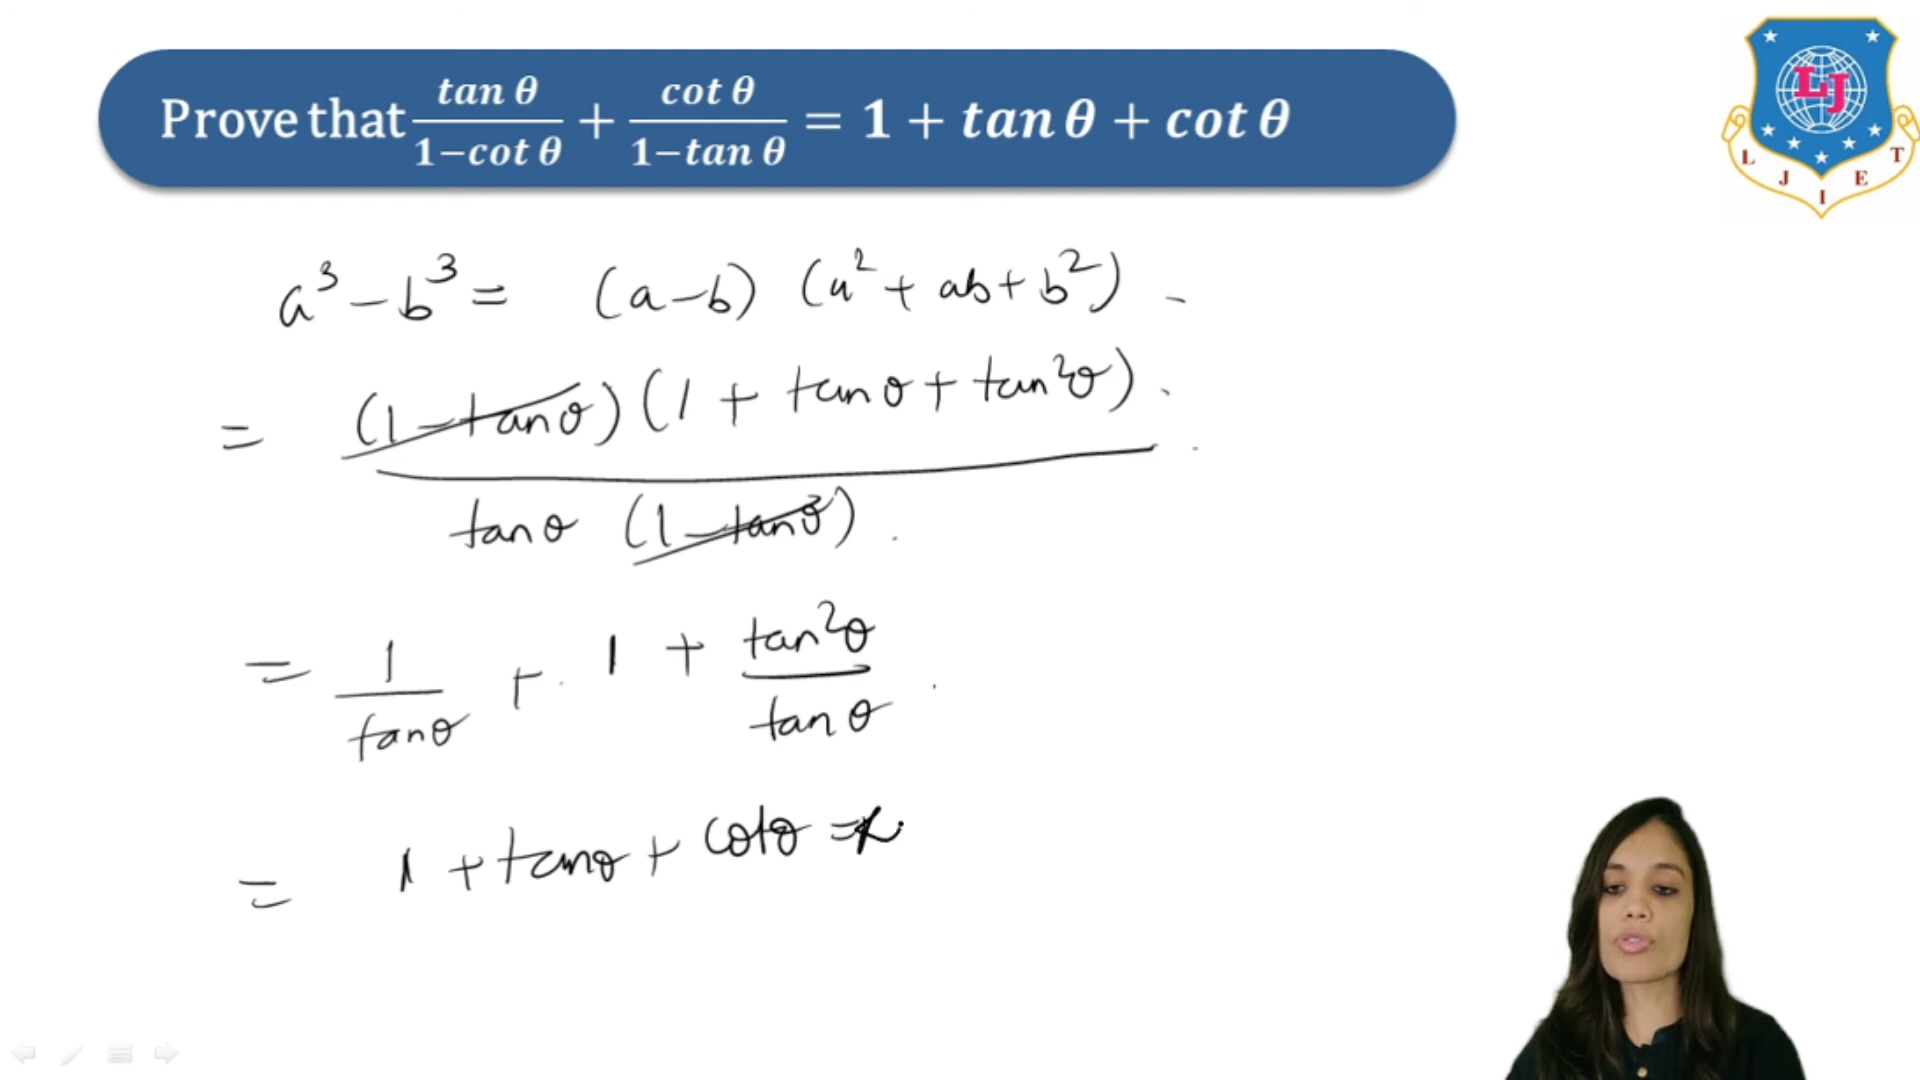 Prove that tan θ/1−cot θ + cot θ/1−tan θ = 1 + tan θ + cot θ
LJ
L J I E T
a³ − b³ = (a−b) (a² + ab + b²)
= (1 − tanθ)(1 + tanθ + tan²θ)
tanθ (1 − tanθ)
= 1/tanθ + 1 + tan²θ/tanθ
= 1 + tanθ + cotθ =